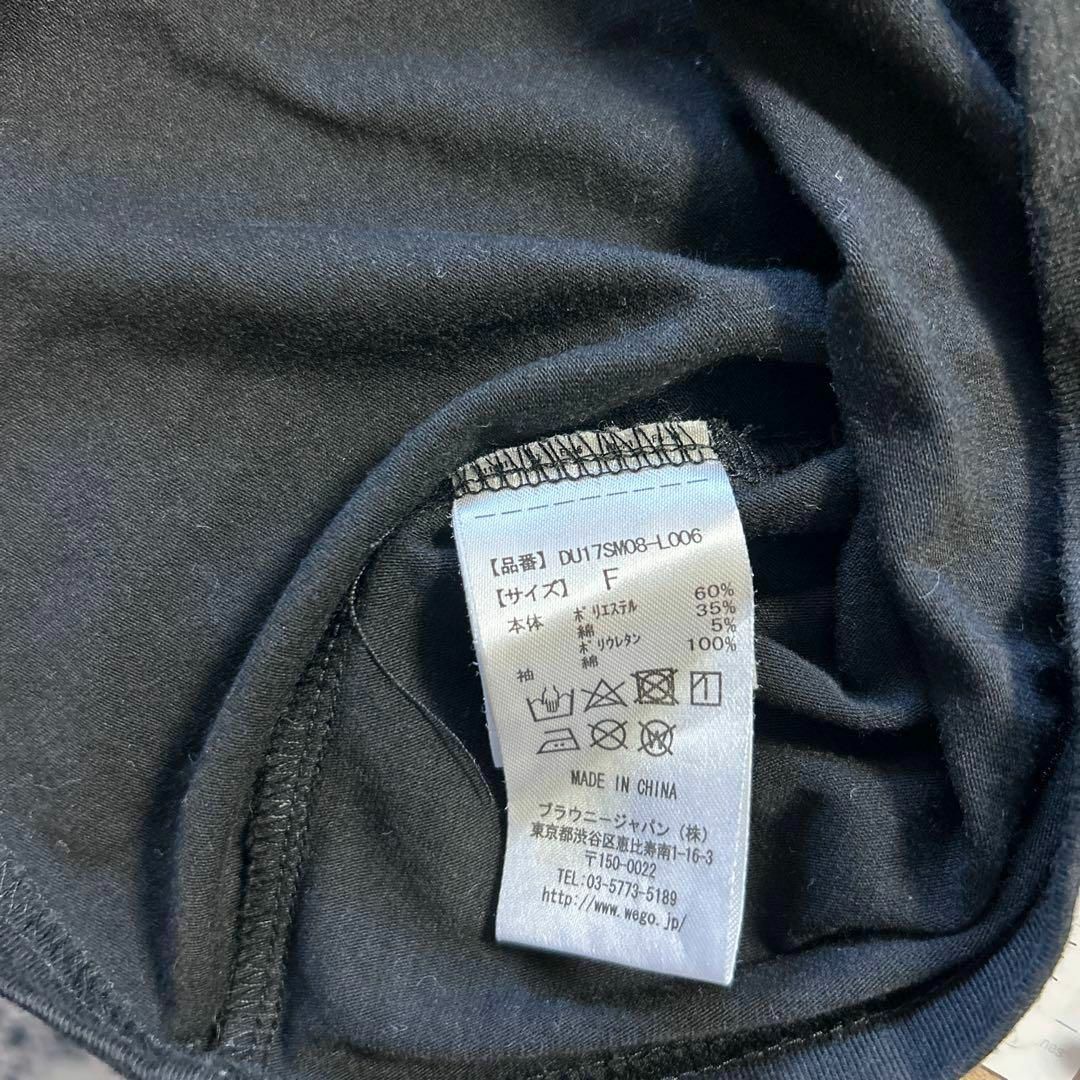 【品番】DU17SM08-L006
【サイズ】 F
本体 ポリエステル 60%
綿 35%
ポリウレタン 5%
袖 綿 100%
MADE IN CHINA
ブラウニージャパン(株)
東京都渋谷区恵比寿南1-16-3
〒150-0022
TEL:03-5773-5189
http://www.wego.jp/